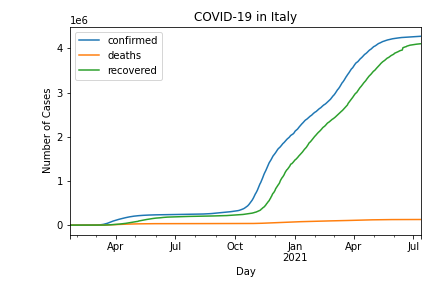 COVID-19 in Italy
1e6
confirmed
deaths
recovered
Number of Cases
4
3
2
1
0
Apr
Jul
Oct
Jan
2021
Apr
Jul
Day